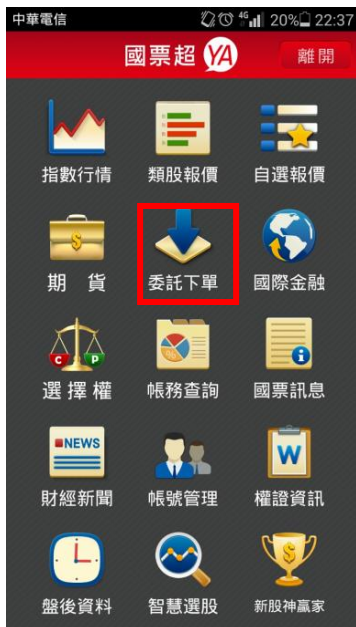 中華電信 4G 20% 22:37
國票超 YA 離開
指數行情 類股報價 自選報價
$
期貨 委託下單 國際金融
C P % i
選擇權 帳務查詢 國票訊息
NEWS W
財經新聞 帳號管理 權證資訊
$
盤後資料 智慧選股 新股神贏家